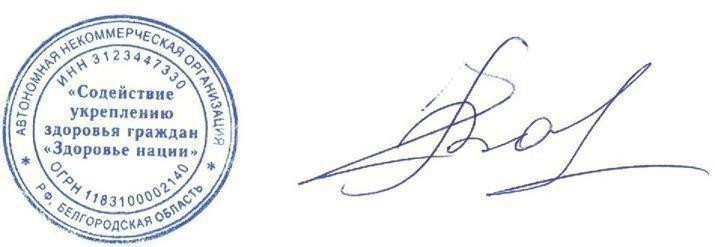 АВТОНОМНАЯ НЕКОММЕРЧЕСКАЯ ОРГАНИЗАЦИЯ
ИНН 3123447330
«Содействие
укреплению
здоровья граждан
«Здоровье нации»
ОГРН 1183100002140
* РФ, БЕЛГОРОДСКАЯ ОБЛАСТЬ *